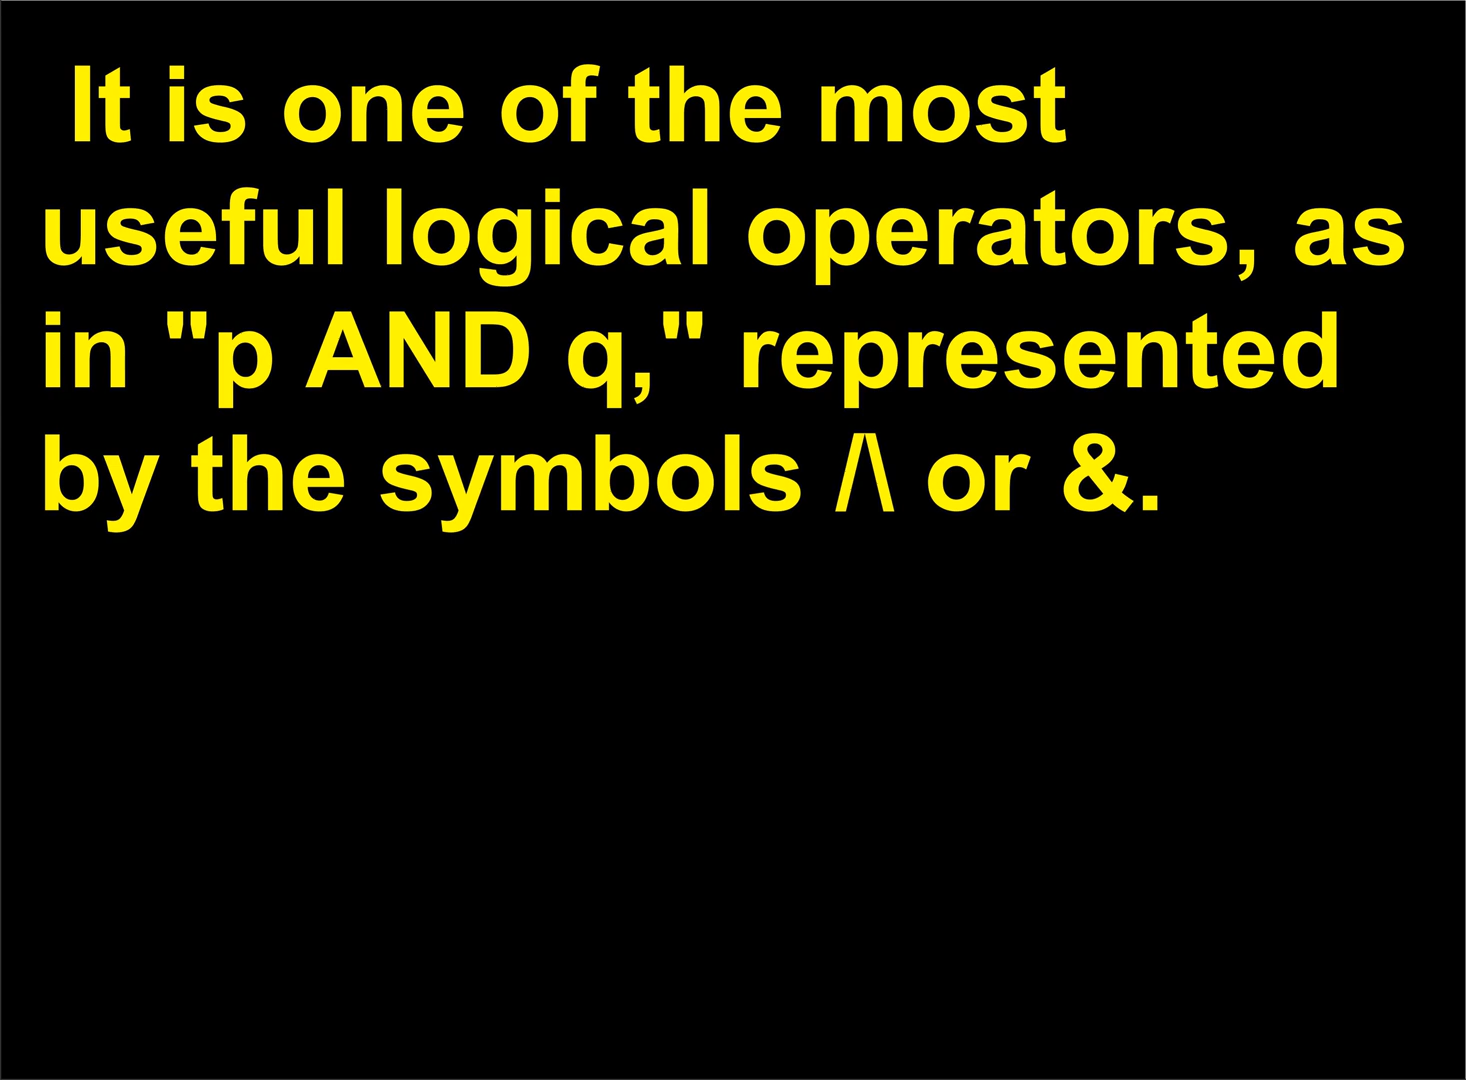 It is one of the most
useful logical operators, as
in "p AND q," represented
by the symbols /\ or &.